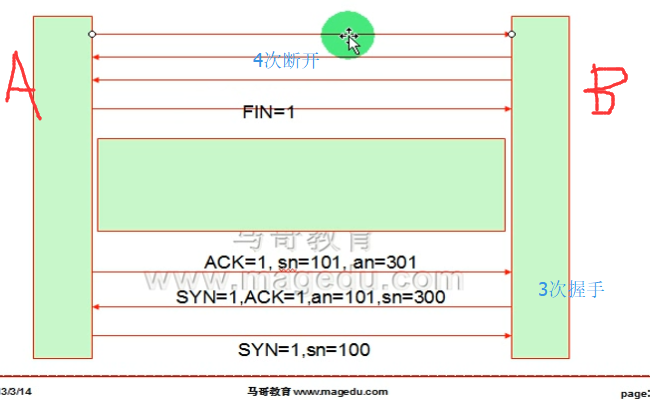 A
B
4次断开
FIN=1
马哥教育
ACK=1, sn=101, an=301
www.magedu.com
SYN=1,ACK=1,an=101,sn=300
3次握手
SYN=1,sn=100
3/3/14
马哥教育 www.magedu.com
page: